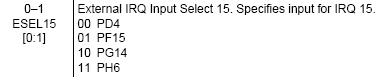 0–1
ESEL15
[0:1]
External IRQ Input Select 15. Specifies input for IRQ 15.
00 PD4
01 PF15
10 PG14
11 PH6